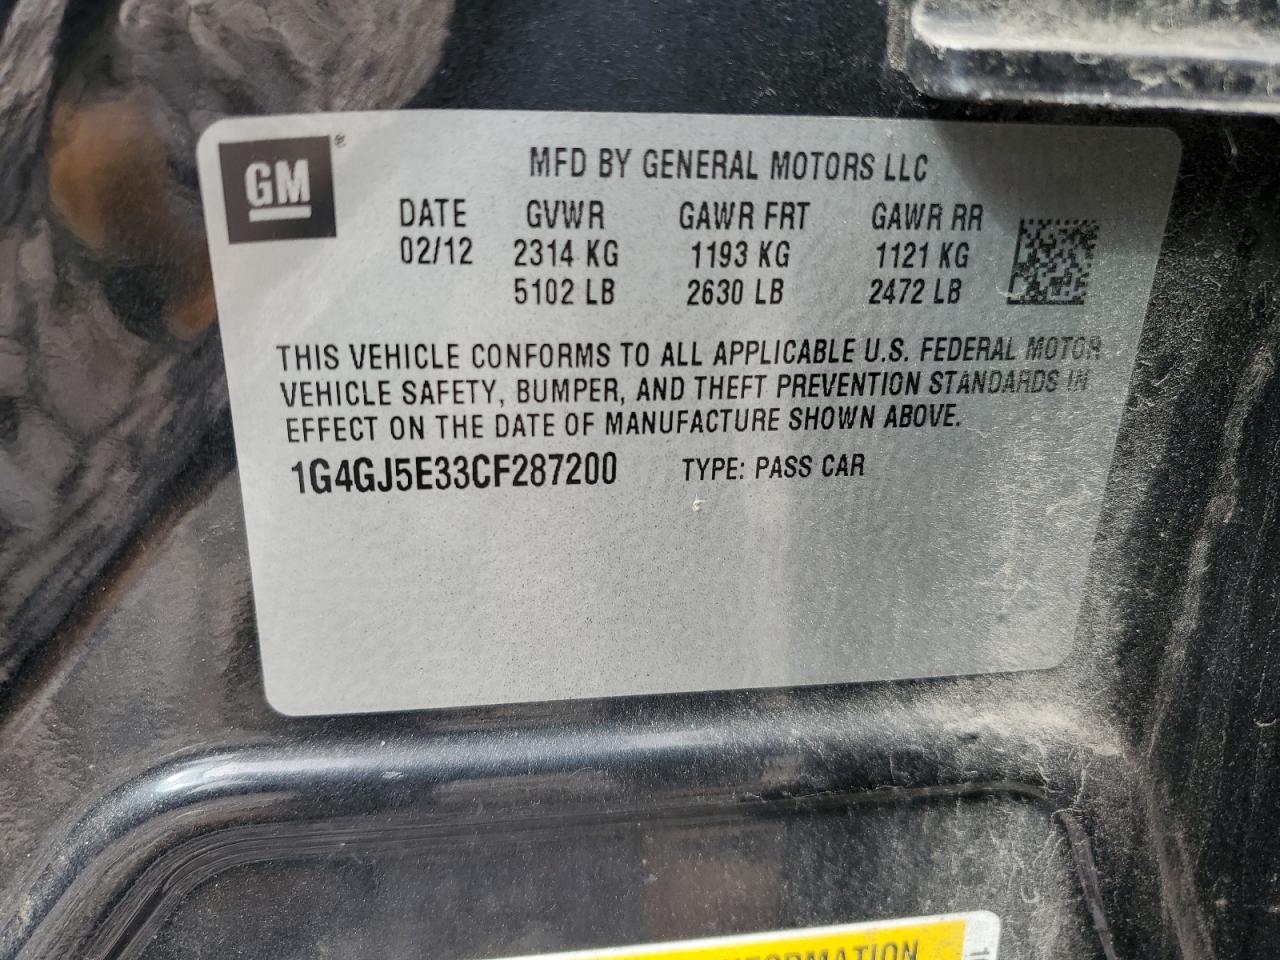 GM ®
MFD BY GENERAL MOTORS LLC
DATE GVWR GAWR FRT GAWR RR
02/12 2314 KG 1193 KG 1121 KG
5102 LB 2630 LB 2472 LB
THIS VEHICLE CONFORMS TO ALL APPLICABLE U.S. FEDERAL MOTOR
VEHICLE SAFETY, BUMPER, AND THEFT PREVENTION STANDARDS IN
EFFECT ON THE DATE OF MANUFACTURE SHOWN ABOVE.
1G4GJ5E33CF287200 TYPE: PASS CAR